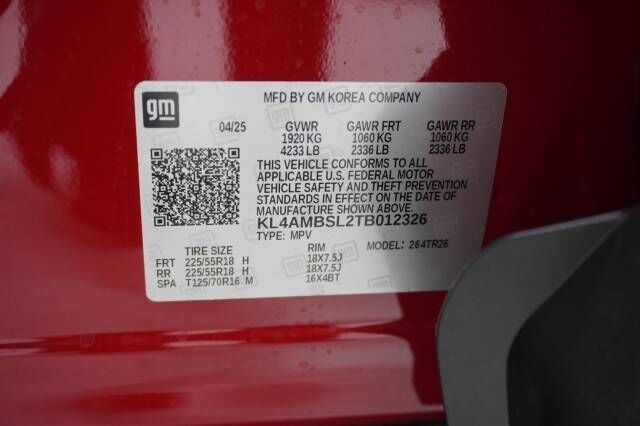 gm
MFD BY GM KOREA COMPANY
04/25 GVWR GAWR FRT GAWR RR
1920 KG 1060 KG 1060 KG
4233 LB 2336 LB 2336 LB
THIS VEHICLE CONFORMS TO ALL
APPLICABLE U.S. FEDERAL MOTOR
VEHICLE SAFETY AND THEFT PREVENTION
STANDARDS IN EFFECT ON THE DATE OF
MANUFACTURE SHOWN ABOVE.
KL4AMBSL2TB012326
TYPE: MPV MODEL: 264TR26
TIRE SIZE RIM
FRT 225/55R18 H 18X7.5J
RR 225/55R18 H 18X7.5J
SPA T125/70R16 M 16X4BT